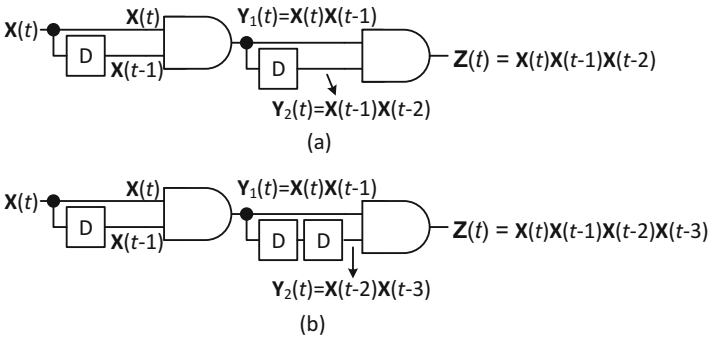 X(t) X(t) Y1(t)=X(t)X(t-1)
D X(t-1) D Z(t) = X(t)X(t-1)X(t-2)
Y2(t)=X(t-1)X(t-2)
(a)
X(t) X(t) Y1(t)=X(t)X(t-1)
D X(t-1) D D Z(t) = X(t)X(t-1)X(t-2)X(t-3)
Y2(t)=X(t-2)X(t-3)
(b)